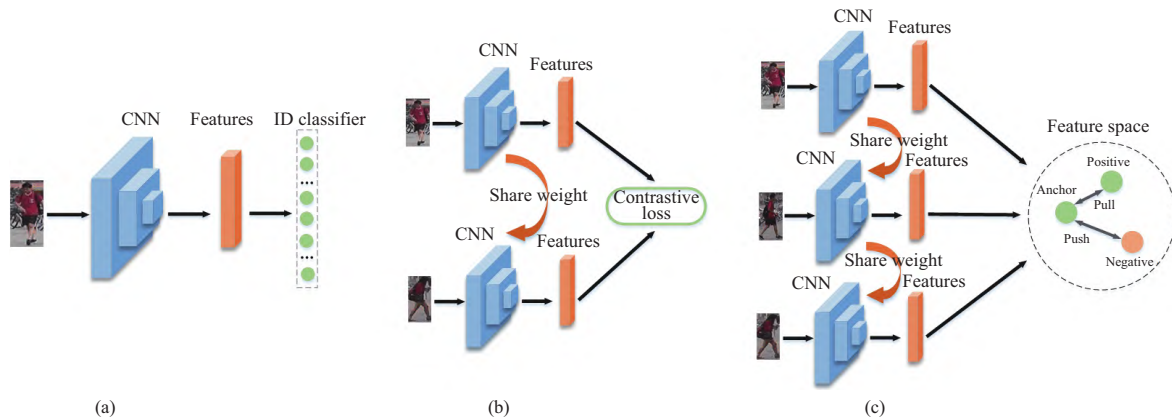 CNN
Features
ID classifier
...
...
(a)
CNN
Features
Share weight
CNN
Features
Contrastive
loss
(b)
CNN
Features
Share weight
CNN
Features
Share weight
CNN
Features
Feature space
Positive
Anchor
Pull
Push
Negative
(c)